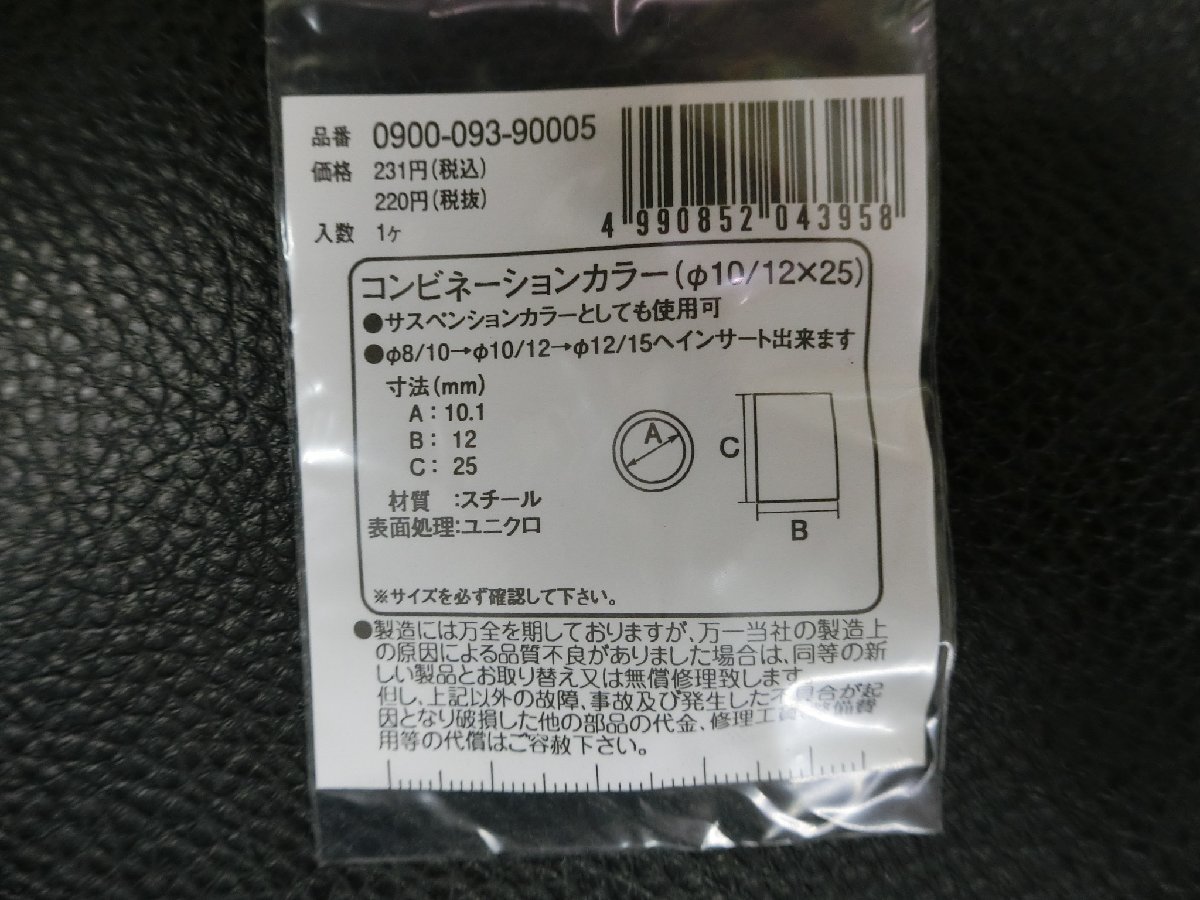 品番 0900-093-90005
価格 231円(税込)
220円(税抜)
入数 1ヶ
4 990852 043958
コンビネーションカラー(φ10/12×25)
●サスペンションカラーとしても使用可
●φ8/10→φ10/12→φ12/15へインサート出来ます
寸法(mm)
A: 10.1
B: 12
C: 25
材質 :スチール
表面処理:ユニクロ
A
C
B
※サイズを必ず確認して下さい。
●製造には万全を期しておりますが、万一当社の製造上
の原因による品質不良がありました場合は、同等の新
しい製品とお取り替え又は無償修理致します。
但し、上記以外の故障、事故及び発生した不具合が起
因となり破損した他の部品の代金、修理工賃、整備費
用等の代償はご容赦下さい。